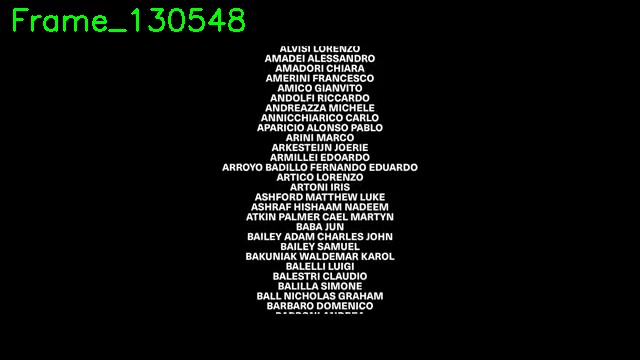 Frame_130548
ALVISI LORENZO
AMADEI ALESSANDRO
AMADORI CHIARA
AMERINI FRANCESCO
AMICO GIANVITO
ANDOLFI RICCARDO
ANDREAZZA MICHELE
ANNICCHIARICO CARLO
APARICIO ALONSO PABLO
ARINI MARCO
ARKESTEIJN JOERIE
ARMILLEI EDOARDO
ARROYO BADILLO FERNANDO EDUARDO
ARTICO LORENZO
ARTONI IRIS
ASHFORD MATTHEW LUKE
ASHRAF HISHAAM NADEEM
ATKIN PALMER CAEL MARTYN
BABA JUN
BAILEY ADAM CHARLES JOHN
BAILEY SAMUEL
BAKUNIAK WALDEMAR KAROL
BALELLI LUIGI
BALESTRI CLAUDIO
BALILLA SIMONE
BALL NICHOLAS GRAHAM
BARBARO DOMENICO